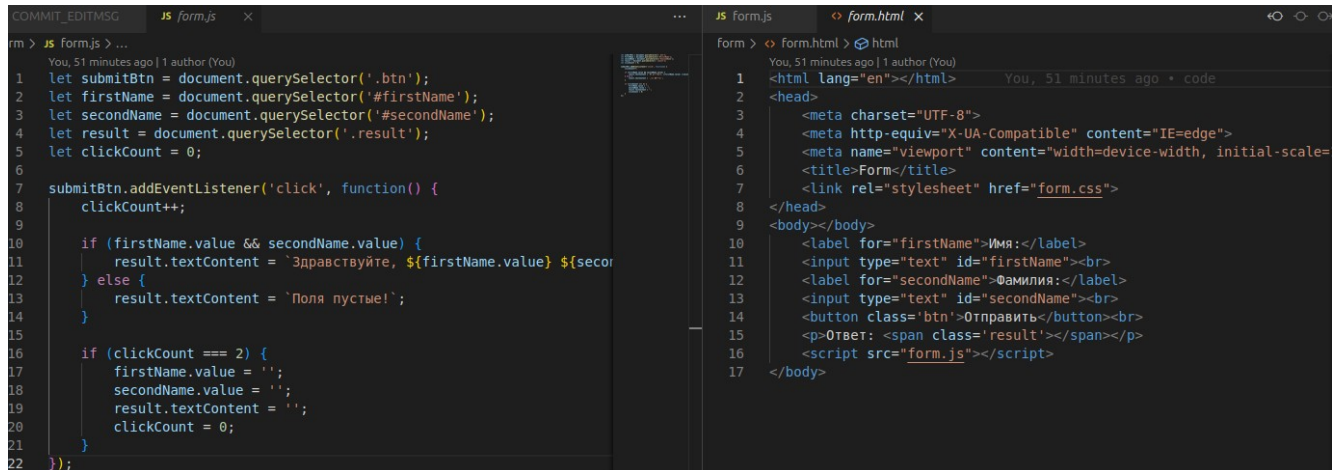 COMMIT_EDITMSG
JS form.js
rm > JS form.js > ...
You, 51 minutes ago | 1 author (You)
1 let submitBtn = document.querySelector('.btn');
2 let firstName = document.querySelector('#firstName');
3 let secondName = document.querySelector('#secondName');
4 let result = document.querySelector('.result');
5 let clickCount = 0;
6
7 submitBtn.addEventListener('click', function() {
8 clickCount++;
9
10 if (firstName.value && secondName.value) {
11 result.textContent = `Здравствуйте, ${firstName.value} ${secon
12 } else {
13 result.textContent = `Поля пустые!`;
14 }
15
16 if (clickCount === 2) {
17 firstName.value = '';
18 secondName.value = '';
19 result.textContent = '';
20 clickCount = 0;
21 }
22 });
JS form.js
form.html
form > form.html > html
You, 51 minutes ago | 1 author (You)
1 <html lang="en"></html> You, 51 minutes ago • code
2 <head>
3 <meta charset="UTF-8">
4 <meta http-equiv="X-UA-Compatible" content="IE=edge">
5 <meta name="viewport" content="width=device-width, initial-scale=
6 <title>Form</title>
7 <link rel="stylesheet" href="form.css">
8 </head>
9 <body></body>
10 <label for="firstName">Имя:</label>
11 <input type="text" id="firstName"><br>
12 <label for="secondName">Фамилия:</label>
13 <input type="text" id="secondName"><br>
14 <button class='btn'>Отправить</button><br>
15 <p>Ответ: <span class='result'></span></p>
16 <script src="form.js"></script>
17 </body>